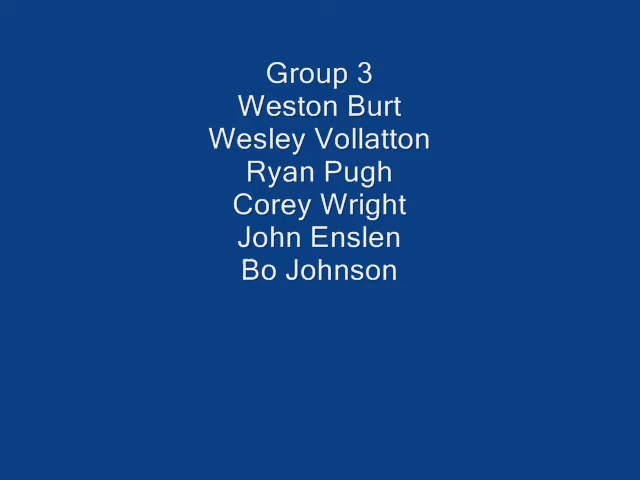 Group 3
Weston Burt
Wesley Vollatton
Ryan Pugh
Corey Wright
John Enslen
Bo Johnson